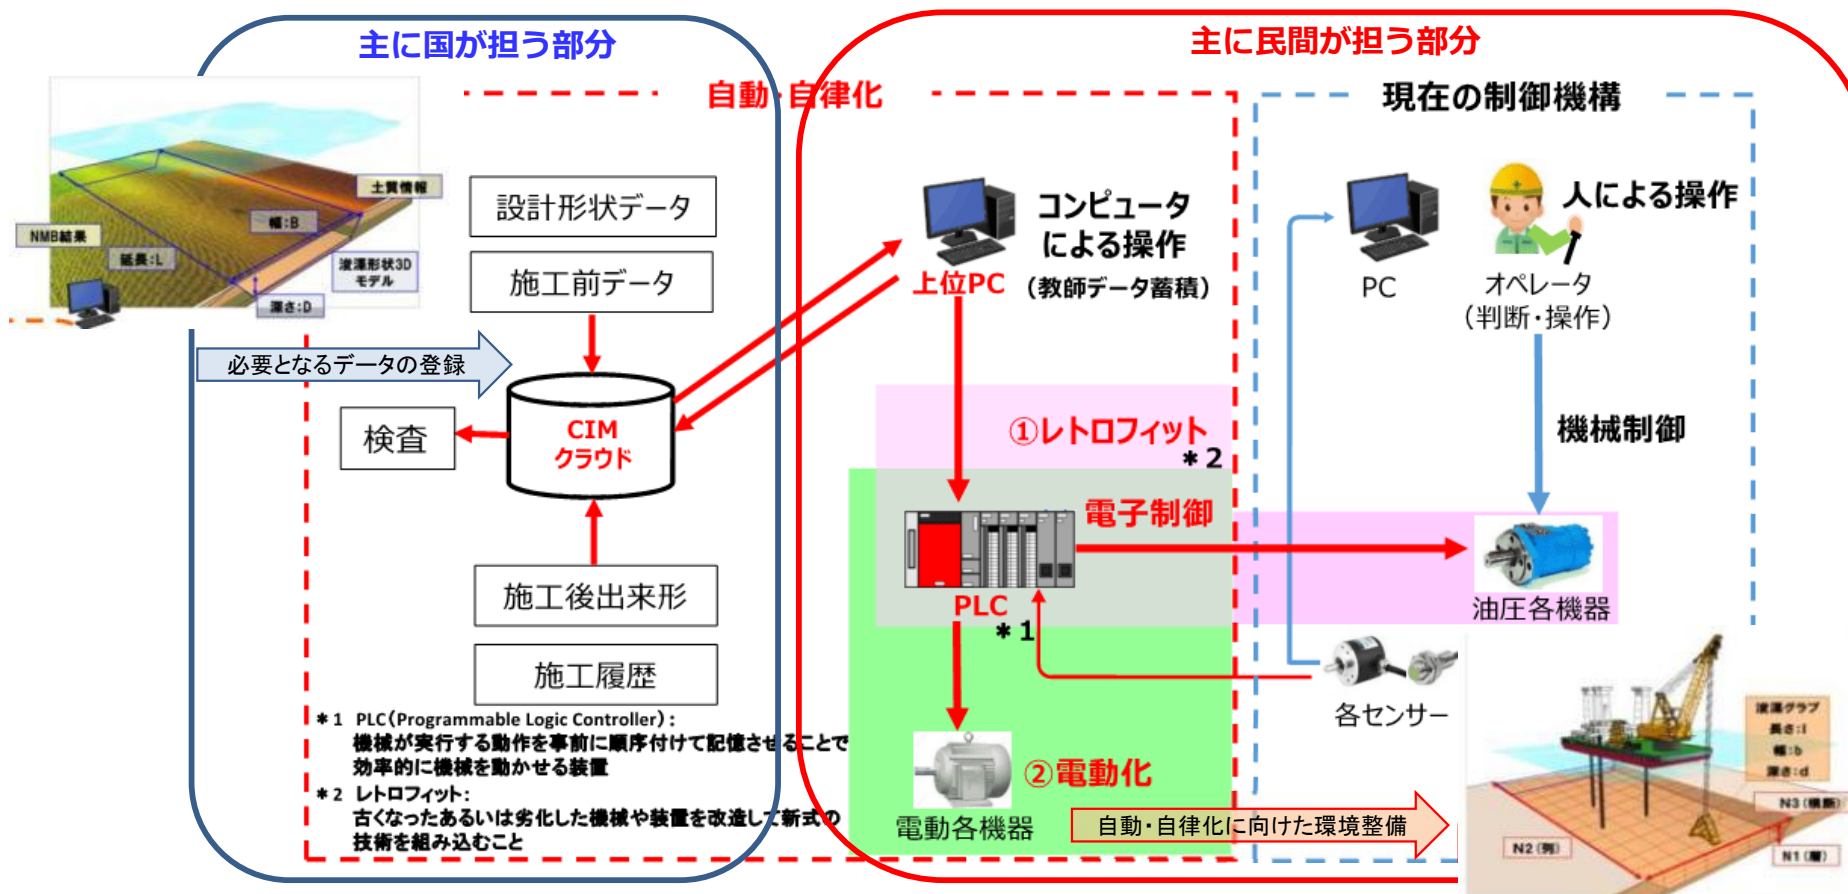 主に国が担う部分
主に民間が担う部分
自動・自律化
現在の制御機構
土質情報
幅:B
NMB結果
延長:L
浚渫形状3D
モデル
深さ:D
設計形状データ
施工前データ
必要となるデータの登録
CIM
クラウド
検査
施工後出来形
施工履歴
コンピュータ
による操作
(教師データ蓄積)
上位PC
PC
人による操作
オペレータ
(判断・操作)
機械制御
①レトロフィット
*2
電子制御
PLC
*1
油圧各機器
各センサー
②電動化
電動各機器
自動・自律化に向けた環境整備
浚渫グラブ
長さ:l
幅:b
深さ:d
N3(横断)
N2(列)
N1(層)
*1 PLC(Programmable Logic Controller):
機械が実行する動作を事前に順序付けて記憶させることで
効率的に機械を動かせる装置
*2 レトロフィット:
古くなったあるいは劣化した機械や装置を改造して新式の
技術を組み込むこと